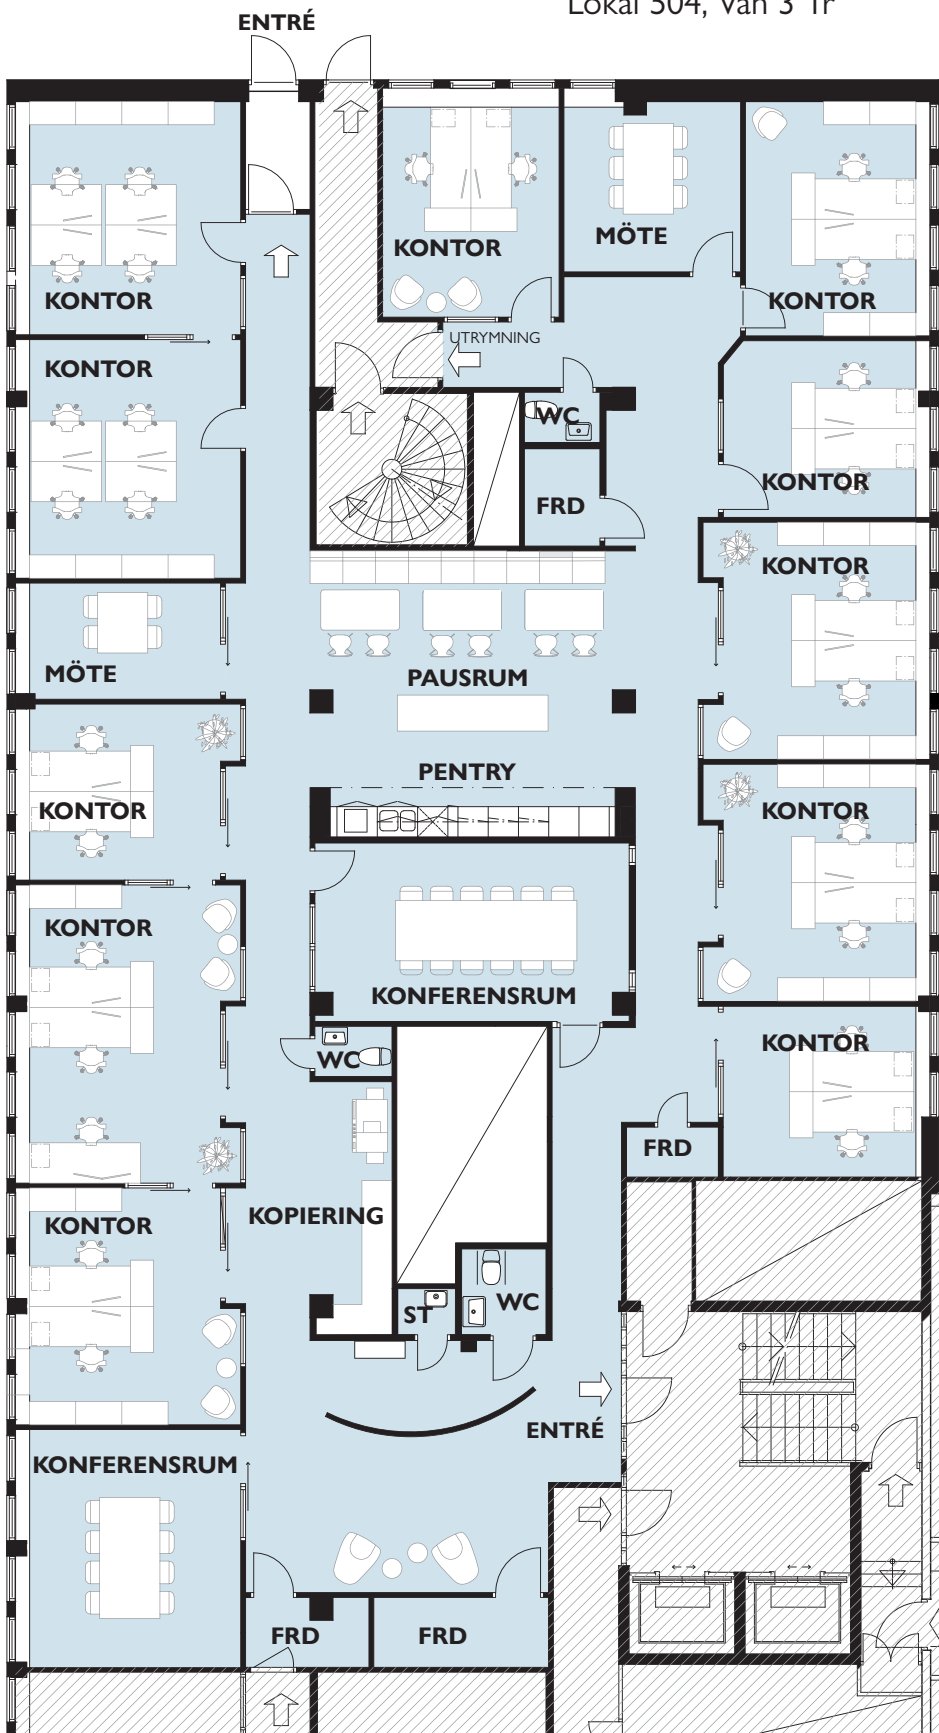 Lokal 504, Vån 3 Tr
ENTRÉ
MÖTE
KONTOR
KONTOR
KONTOR
UTRYMNING
KONTOR
WC
KONTOR
FRD
KONTOR
MÖTE
PAUSRUM
PENTRY
KONTOR
KONTOR
KONTOR
KONFERENSRUM
KONTOR
WC
FRD
KOPIERING
KONTOR
ST
WC
ENTRÉ
KONFERENSRUM
FRD
FRD